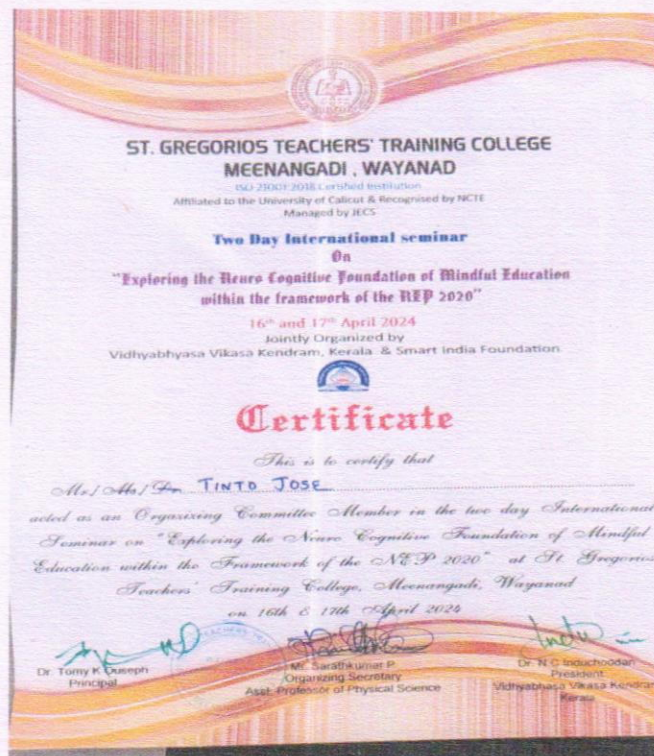 ST. GREGORIOS TEACHERS' TRAINING COLLEGE
MEENANGADI , WAYANAD
ISO 21001:2018 Certified Institution
Affiliated to the University of Calicut & Recognised by NCTE
Managed by JECS
Two Day International seminar
On
"Exploring the Neuro Cognitive Foundation of Mindful Education
within the framework of the NEP 2020"
16th and 17th April 2024
Jointly Organized by
Vidhyabhyasa Vikasa Kendram, Kerala & Smart India Foundation
Certificate
This is to certify that
Mr/ Ms/ Dr TINTO JOSE
acted as an Organizing Committee Member in the two day International
Seminar on "Exploring the Neuro Cognitive Foundation of Mindful
Education within the Framework of the NEP 2020" at St. Gregorios
Teachers' Training College, Meenangadi, Wayanad
on 16th & 17th April 2024
Dr. Tomy K Ouseph
Principal
Mr. Sarathkumar P
Organizing Secretary
Asst. Professor of Physical Science
Dr. N C Induchoodan
President
Vidhyabhasa Vikasa Kendram
Kerala